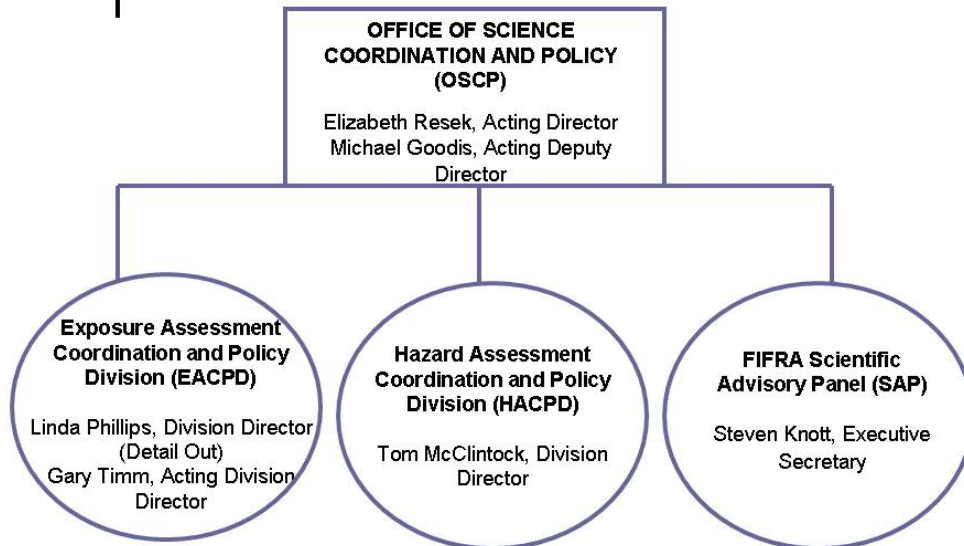 OFFICE OF SCIENCE
COORDINATION AND POLICY
(OSCP)
Elizabeth Resek, Acting Director
Michael Goodis, Acting Deputy
Director
Exposure Assessment
Coordination and Policy
Division (EACPD)
Linda Phillips, Division Director
(Detail Out)
Gary Timm, Acting Division
Director
Hazard Assessment
Coordination and Policy
Division (HACPD)
Tom McClintock, Division
Director
FIFRA Scientific
Advisory Panel (SAP)
Steven Knott, Executive
Secretary